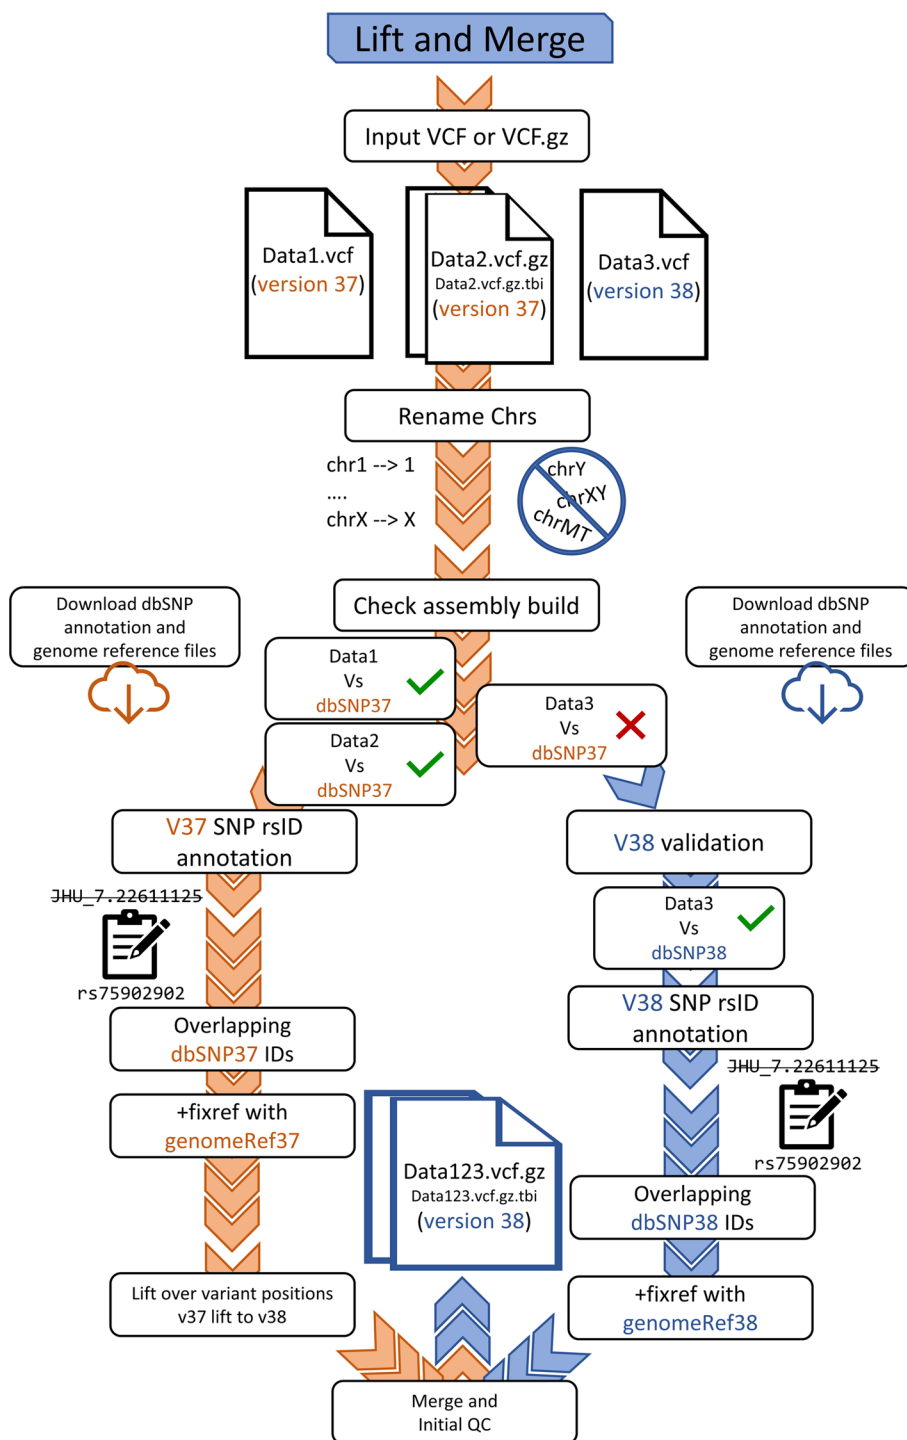 Lift and Merge
Input VCF or VCF.gz
Data1.vcf
(version 37)
Data2.vcf.gz
Data2.vcf.gz.tbi
(version 37)
Data3.vcf
(version 38)
Rename Chrs
chr1 --> 1
....
chrX --> X
chrY
chrXY
chrMT
Check assembly build
Download dbSNP
annotation and
genome reference files
Download dbSNP
annotation and
genome reference files
Data1
Vs
dbSNP37
Data2
Vs
dbSNP37
Data3
Vs
dbSNP37
V37 SNP rsID
annotation
JHU_7.22611125
rs75902902
Overlapping
dbSNP37 IDs
+fixref with
genomeRef37
Lift over variant positions
v37 lift to v38
V38 validation
Data3
Vs
dbSNP38
V38 SNP rsID
annotation
JHU_7.22611125
rs75902902
Overlapping
dbSNP38 IDs
+fixref with
genomeRef38
Data123.vcf.gz
Data123.vcf.gz.tbi
(version 38)
Merge and
Initial QC